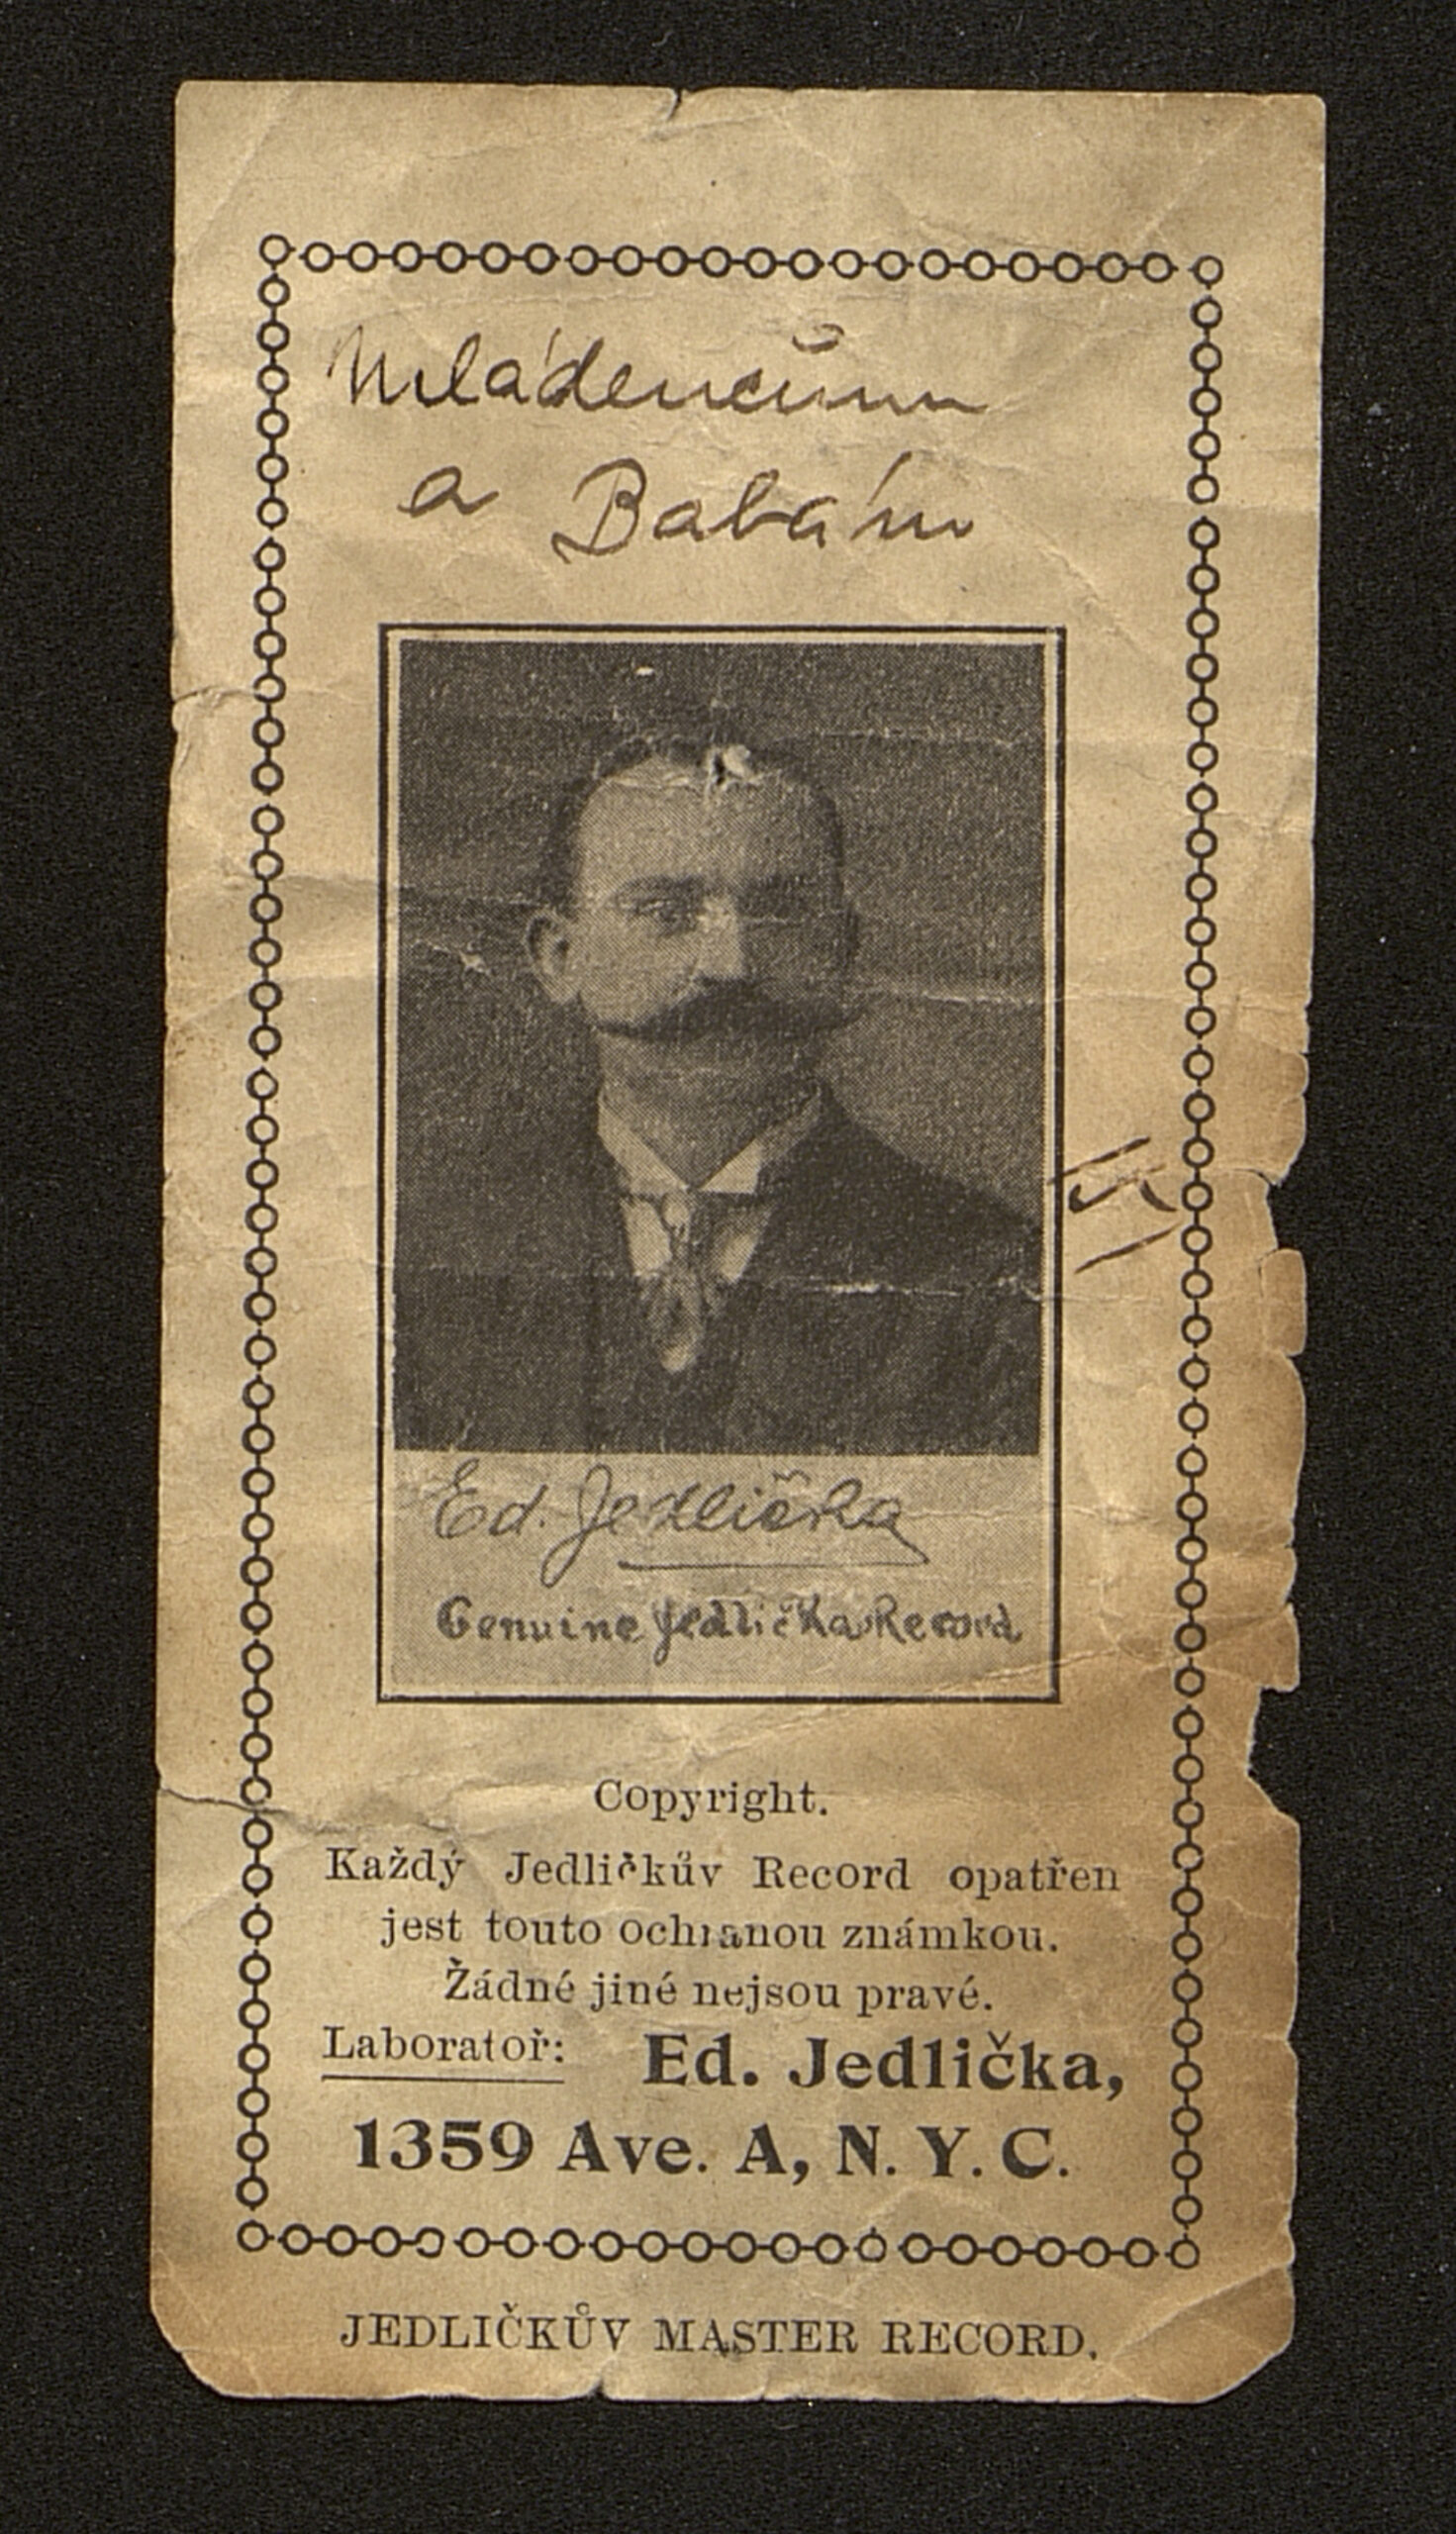 Mládencům
a Babám
Ed. Jedlička
Genuine Jedlička Record
Copyright.
Každý Jedličkův Record opatřen
jest touto ochranou známkou.
Žádné jiné nejsou pravé.
Laboratoř: Ed. Jedlička,
1359 Ave. A, N. Y. C.
JEDLIČKŮV MASTER RECORD.